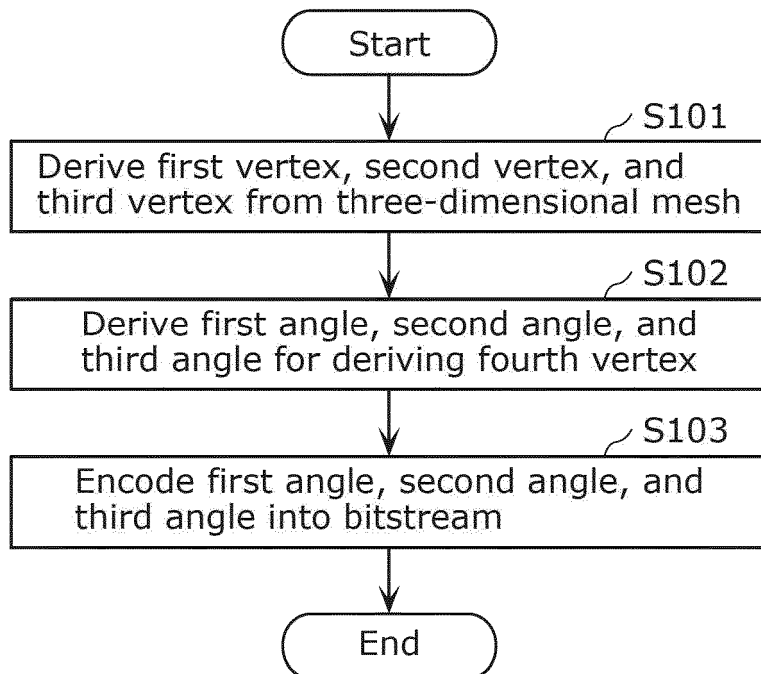 Start
S101
Derive first vertex, second vertex, and
third vertex from three-dimensional mesh
S102
Derive first angle, second angle, and
third angle for deriving fourth vertex
S103
Encode first angle, second angle, and
third angle into bitstream
End